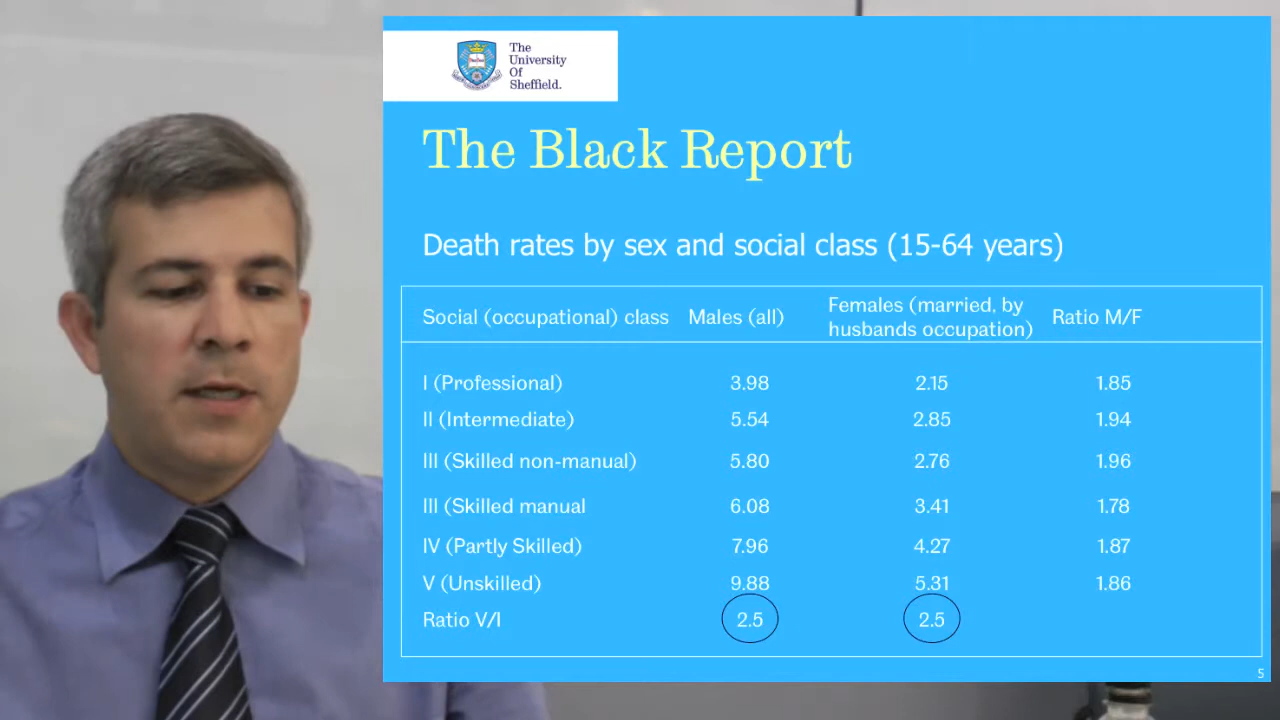 The
University
Of
Sheffield.
The Black Report
Death rates by sex and social class (15-64 years)
Social (occupational) class Males (all) Females (married, by husbands occupation) Ratio M/F
I (Professional) 3.98 2.15 1.85
II (Intermediate) 5.54 2.85 1.94
III (Skilled non-manual) 5.80 2.76 1.96
III (Skilled manual 6.08 3.41 1.78
IV (Partly Skilled) 7.96 4.27 1.87
V (Unskilled) 9.88 5.31 1.86
Ratio V/I 2.5 2.5
5